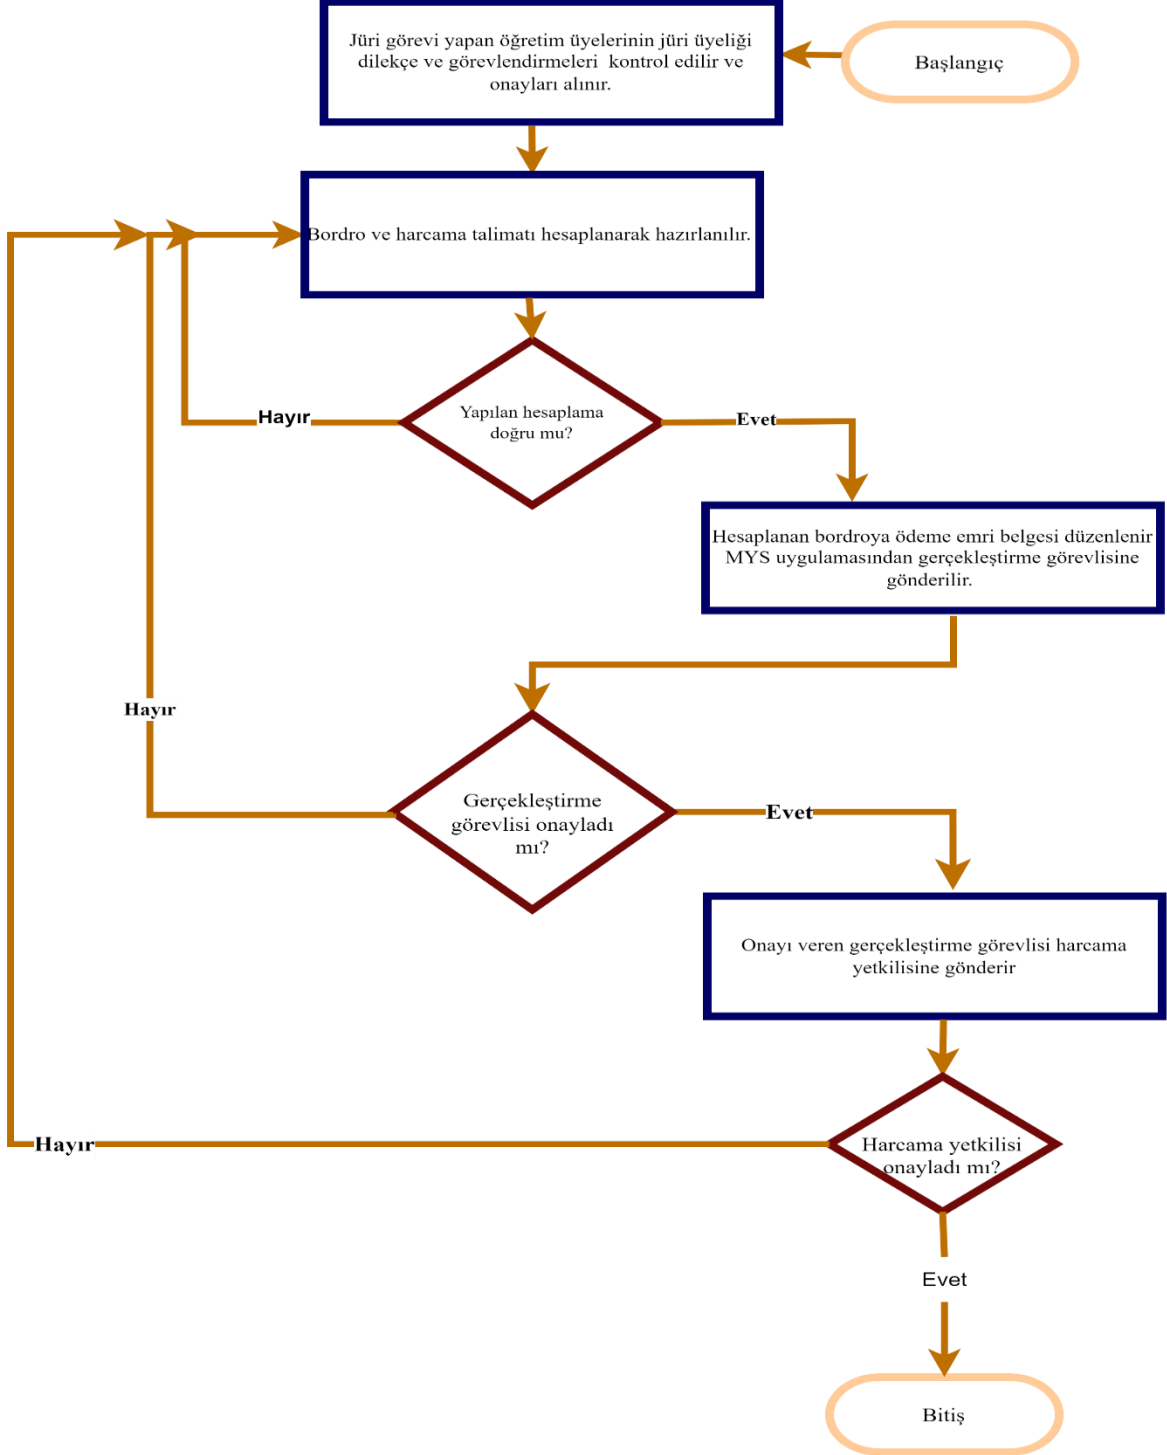 Başlangıç
Jüri görevi yapan öğretim üyelerinin jüri üyeliği
dilekçe ve görevlendirmeleri kontrol edilir ve
onayları alınır.
Bordro ve harcama talimatı hesaplanarak hazırlanılır.
Yapılan hesaplama
doğru mu?
Hayır
Evet
Hesaplanan bordroya ödeme emri belgesi düzenlenir
MYS uygulamasından gerçekleştirme görevlisine
gönderilir.
Gerçekleştirme
görevlisi onayladı
mı?
Hayır
Evet
Onayı veren gerçekleştirme görevlisi harcama
yetkilisine gönderir
Harcama yetkilisi
onayladı mı?
Hayır
Evet
Bitiş